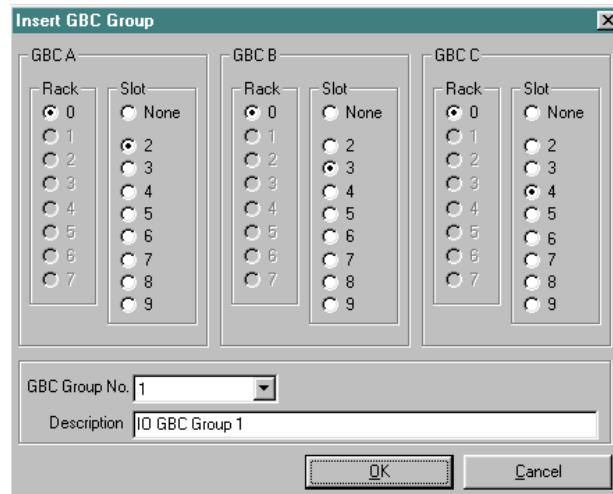 Insert GBC Group
GBC A GBC B GBC C
Rack Slot Rack Slot Rack Slot
0 None 0 None 0 None
1 2 1 2 1 2
2 3 2 3 2 3
3 4 3 4 3 4
4 5 4 5 4 5
5 6 5 6 5 6
6 7 6 7 6 7
7 8 7 8 7 8
9 9 9
GBC Group No. 1
Description IO GBC Group 1
OK Cancel